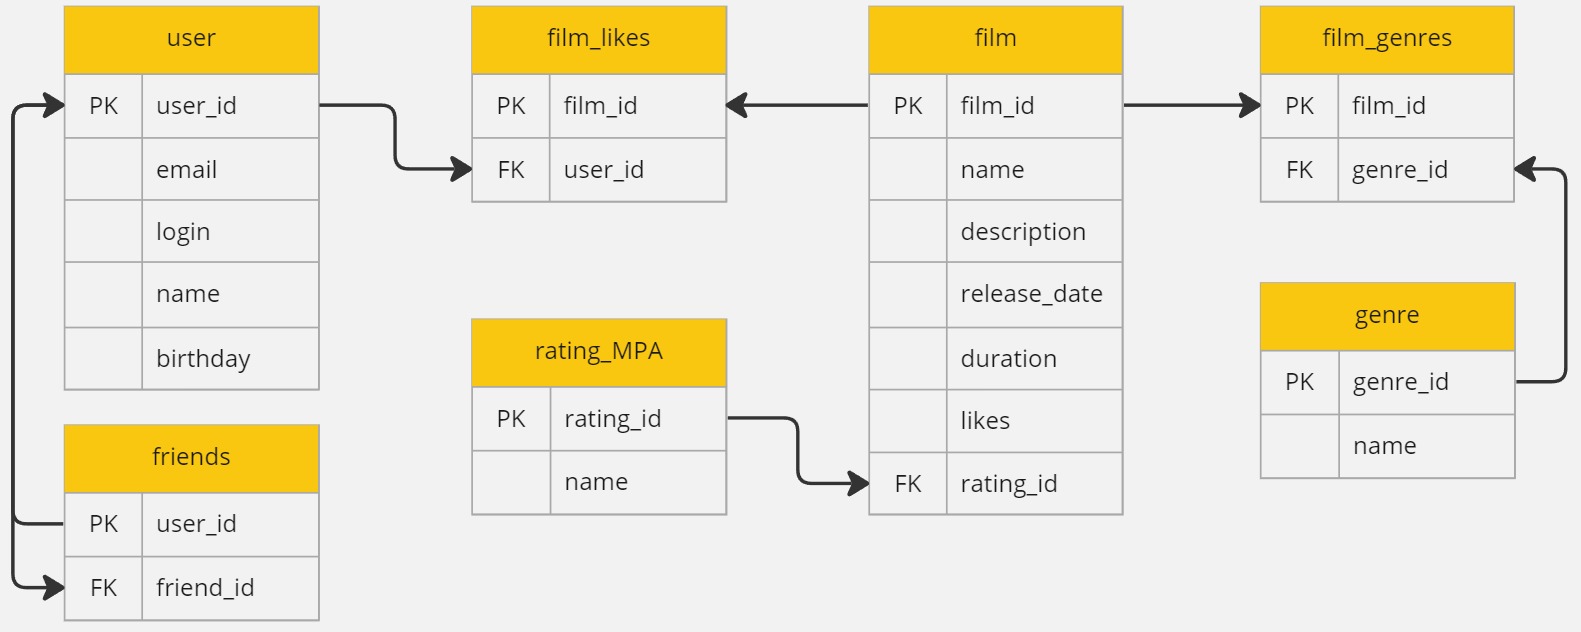 user
PK user_id
email
login
name
birthday
friends
PK user_id
FK friend_id
film_likes
PK film_id
FK user_id
rating_MPA
PK rating_id
name
film
PK film_id
name
description
release_date
duration
likes
FK rating_id
film_genres
PK film_id
FK genre_id
genre
PK genre_id
name